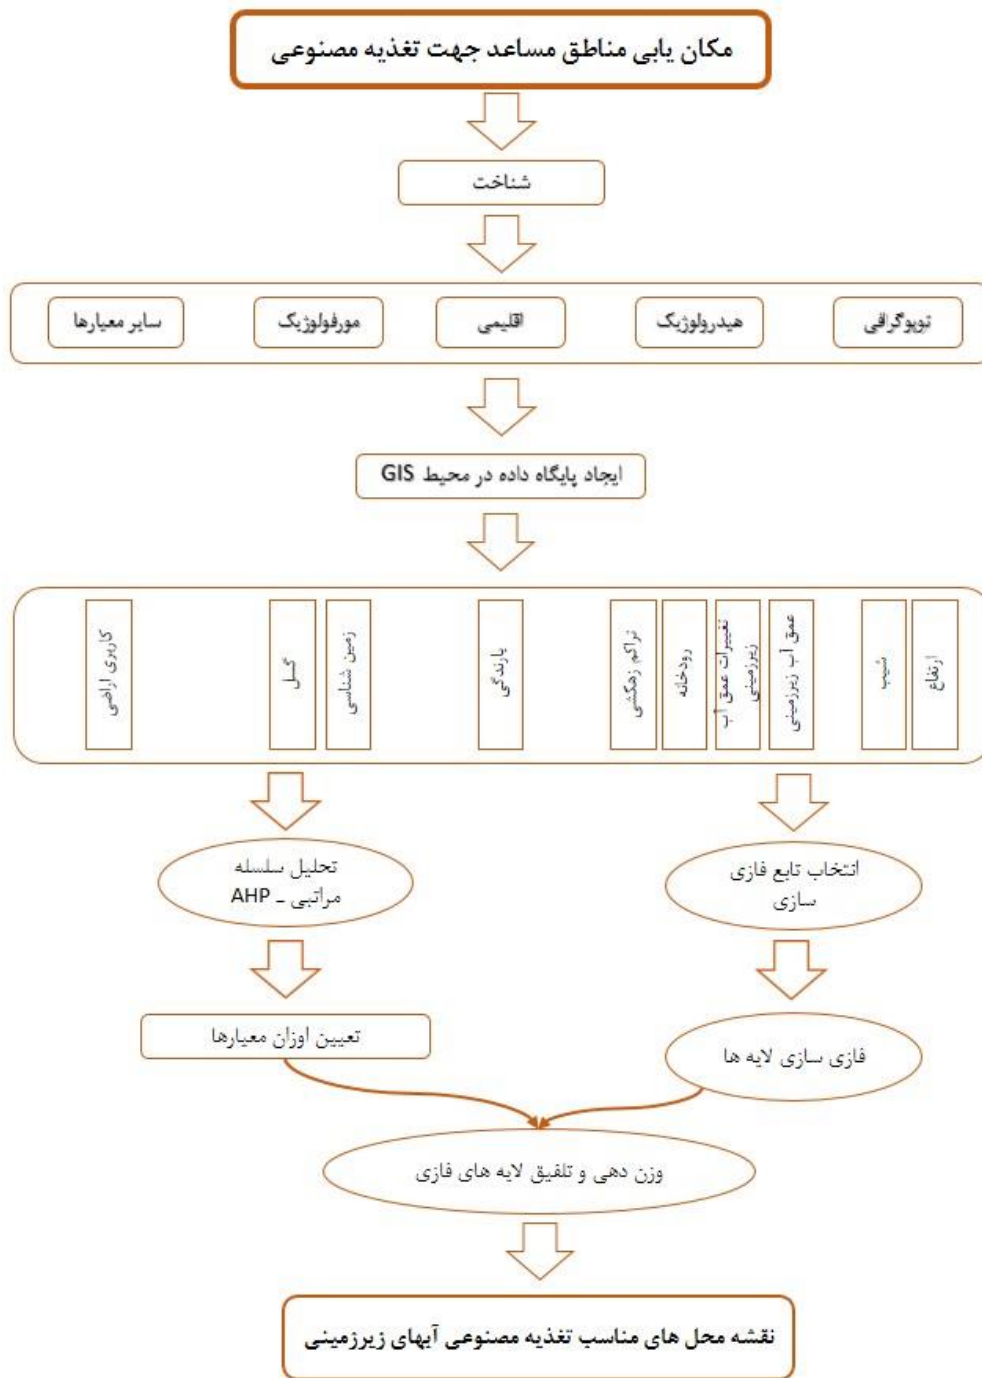 مکان یابی مناطق مساعد جهت تغذیه مصنوعی
شناخت
توپوگرافی
هیدرولوژیک
اقلیمی
مورفولوژیک
سایر معیارها
ایجاد پایگاه داده در محیط GIS
ارتفاع
شیب
عمق آب زیرزمینی
تغییرات عمق آب
زیرزمینی
رودخانه
تراکم زهکشی
بارندگی
زمین شناسی
گسل
کاربری اراضی
انتخاب تابع فازی
سازی
تحلیل سلسله
مراتبی - AHP
فازی سازی لایه ها
تعیین اوزان معیارها
وزن دهی و تلفیق لایه های فازی
نقشه محل های مناسب تغذیه مصنوعی آبهای زیرزمینی